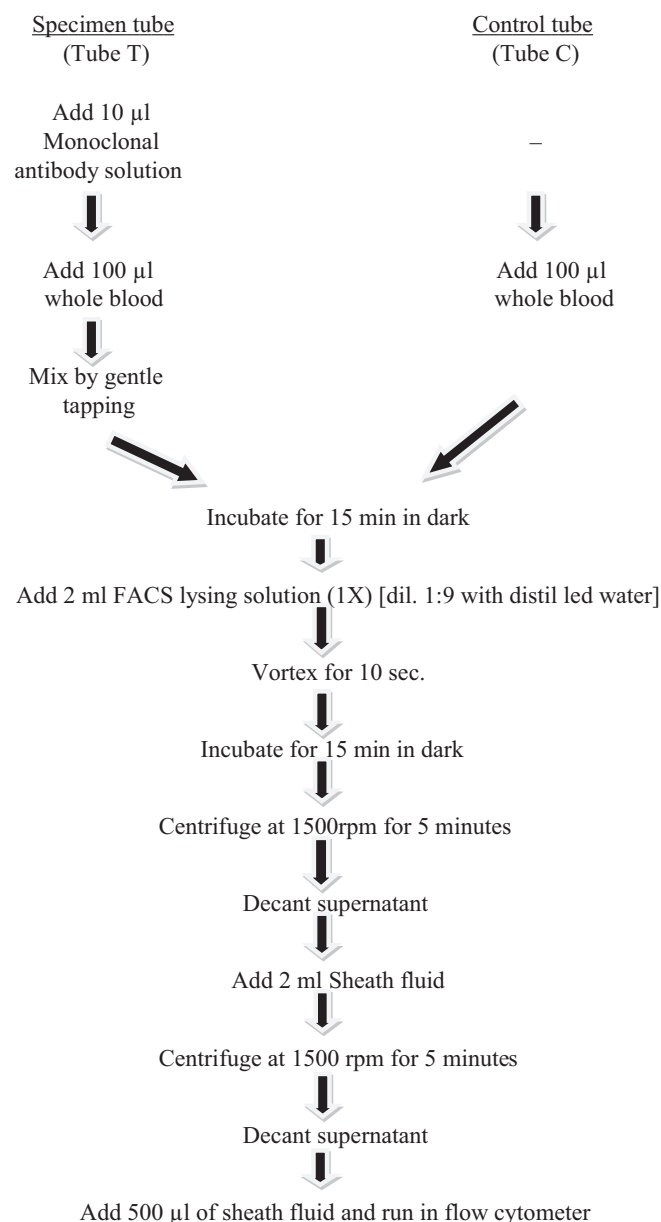 Specimen tube
(Tube T)
Control tube
(Tube C)
Add 10 µl
Monoclonal
antibody solution
–
Add 100 µl
whole blood
Add 100 µl
whole blood
Mix by gentle
tapping
Incubate for 15 min in dark
Add 2 ml FACS lysing solution (1X) [dil. 1:9 with distil led water]
Vortex for 10 sec.
Incubate for 15 min in dark
Centrifuge at 1500rpm for 5 minutes
Decant supernatant
Add 2 ml Sheath fluid
Centrifuge at 1500 rpm for 5 minutes
Decant supernatant
Add 500 µl of sheath fluid and run in flow cytometer